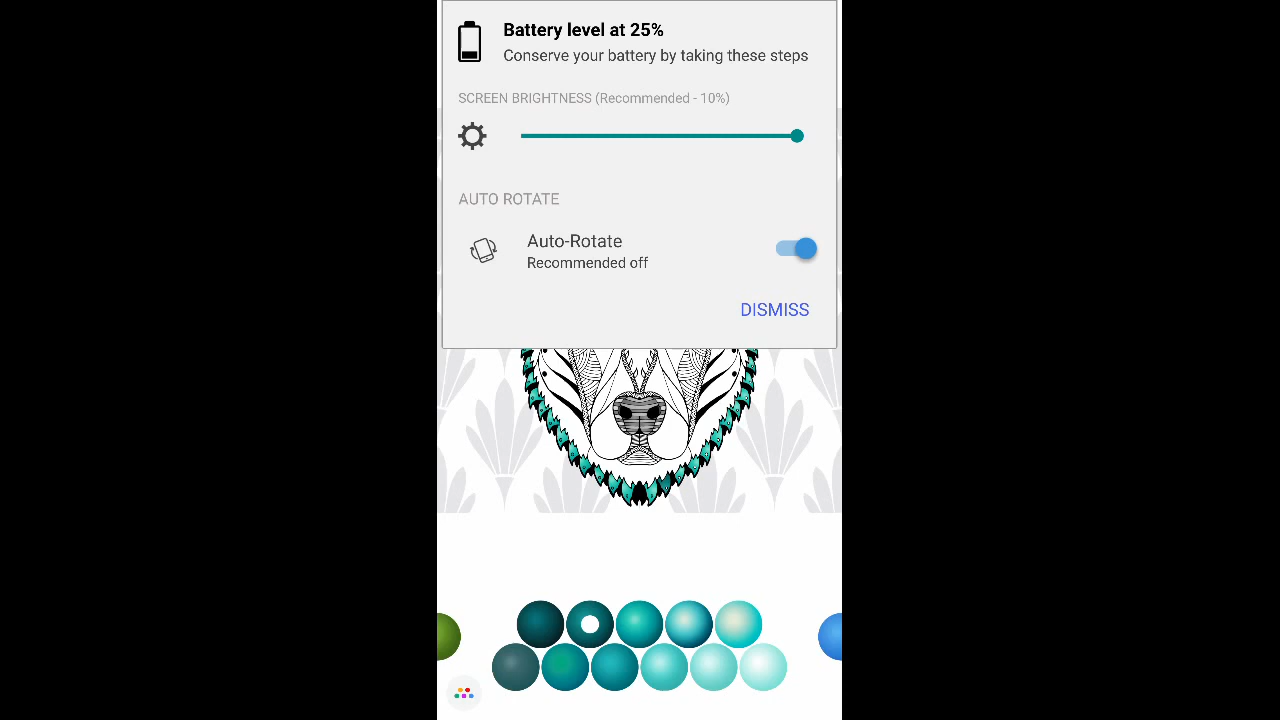 Battery level at 25%
Conserve your battery by taking these steps
SCREEN BRIGHTNESS (Recommended - 10%)
AUTO ROTATE
Auto-Rotate
Recommended off
DISMISS